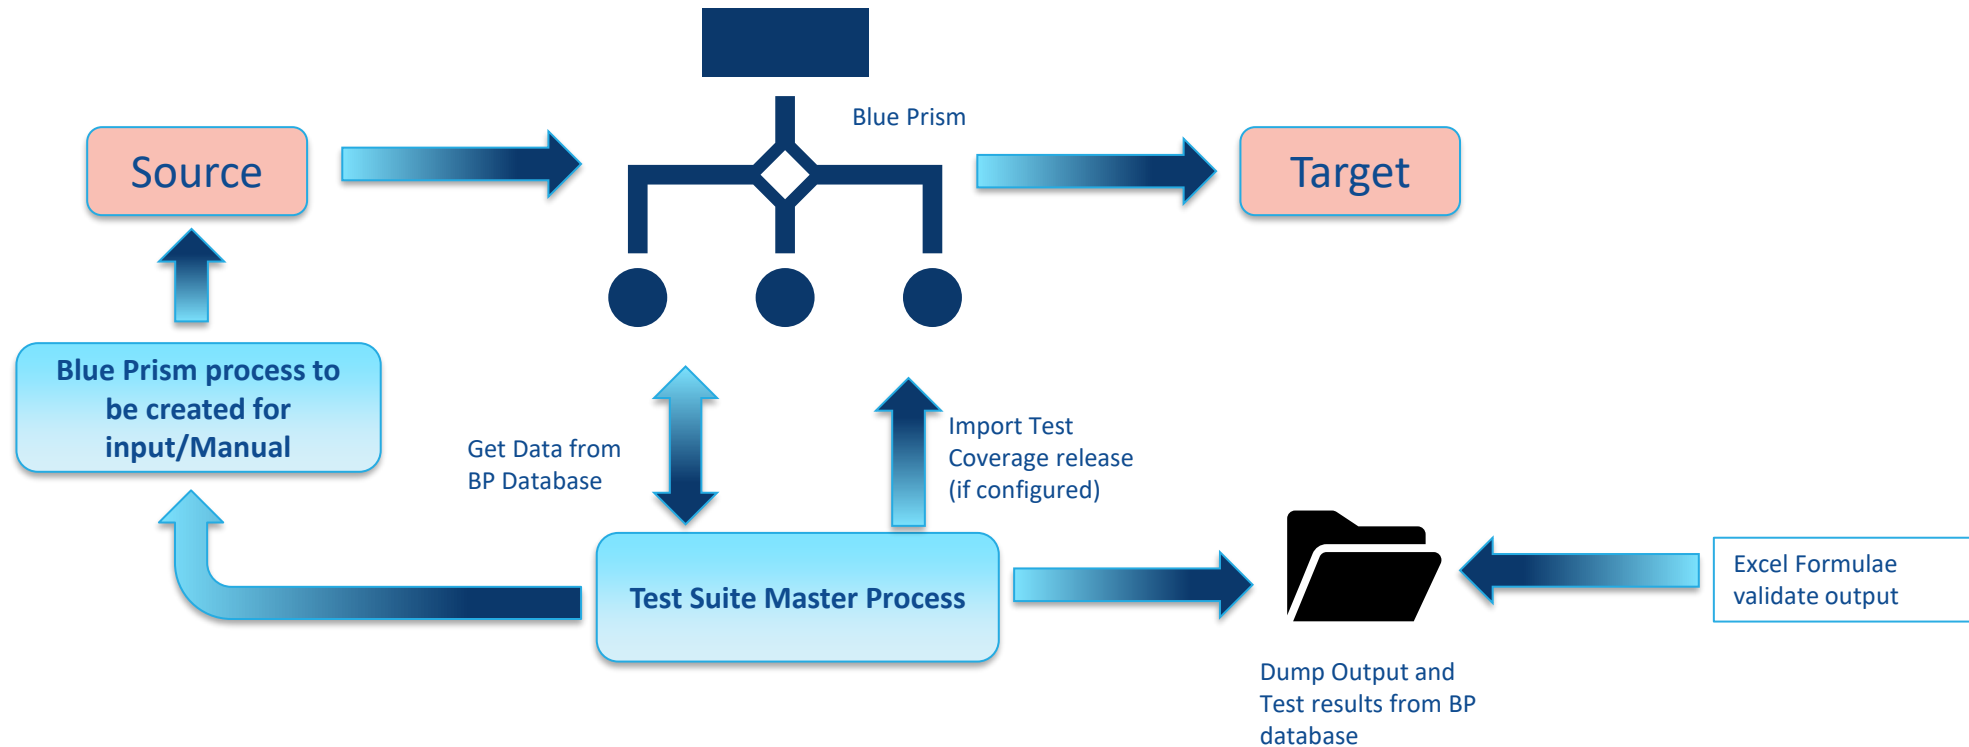 Blue Prism
Source
Target
Blue Prism process to
be created for
input/Manual
Get Data from
BP Database
Import Test
Coverage release
(if configured)
Test Suite Master Process
Excel Formulae
validate output
Dump Output and
Test results from BP
database